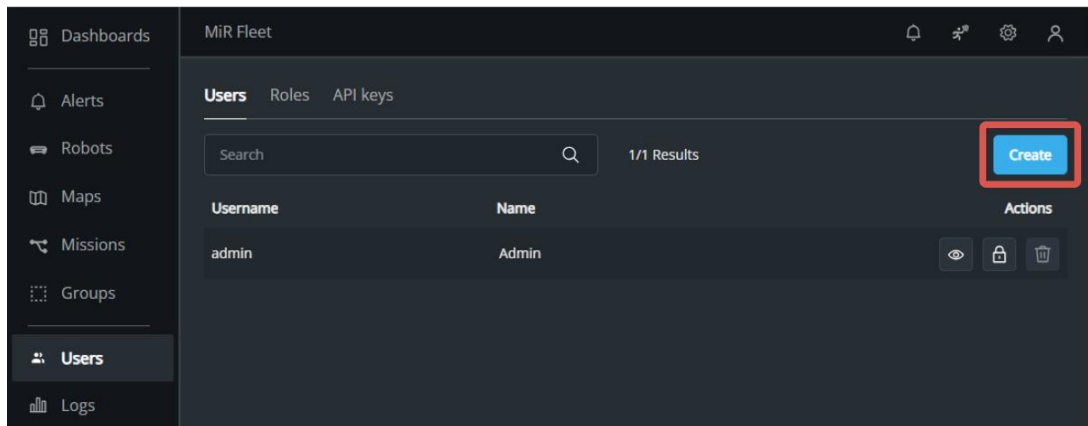 Dashboards
Alerts
Robots
Maps
Missions
Groups
Users
Logs
MiR Fleet
Users Roles API keys
Search 1/1 Results Create
Username Name Actions
admin Admin